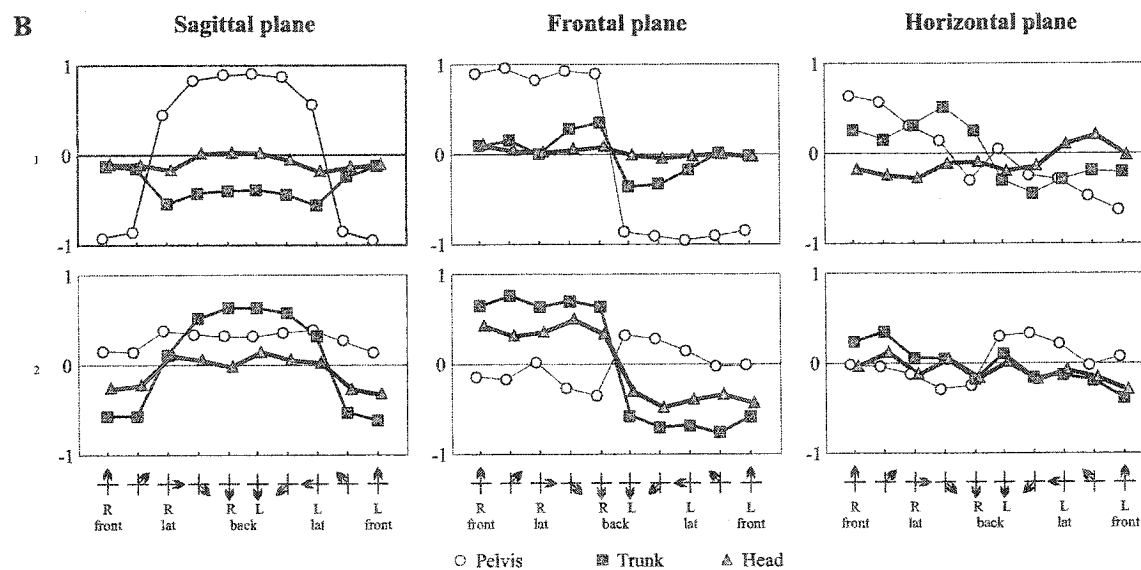 B
Sagittal plane Frontal plane Horizontal plane
1 1 1
1 0 0 0
-1 -1 -1
1 1 1
2 0 0 0
-1 -1 -1
R R R L L L R R R L L L R R R L L L
front lat back lat front front lat back lat front front lat back lat front
Pelvis Trunk Head